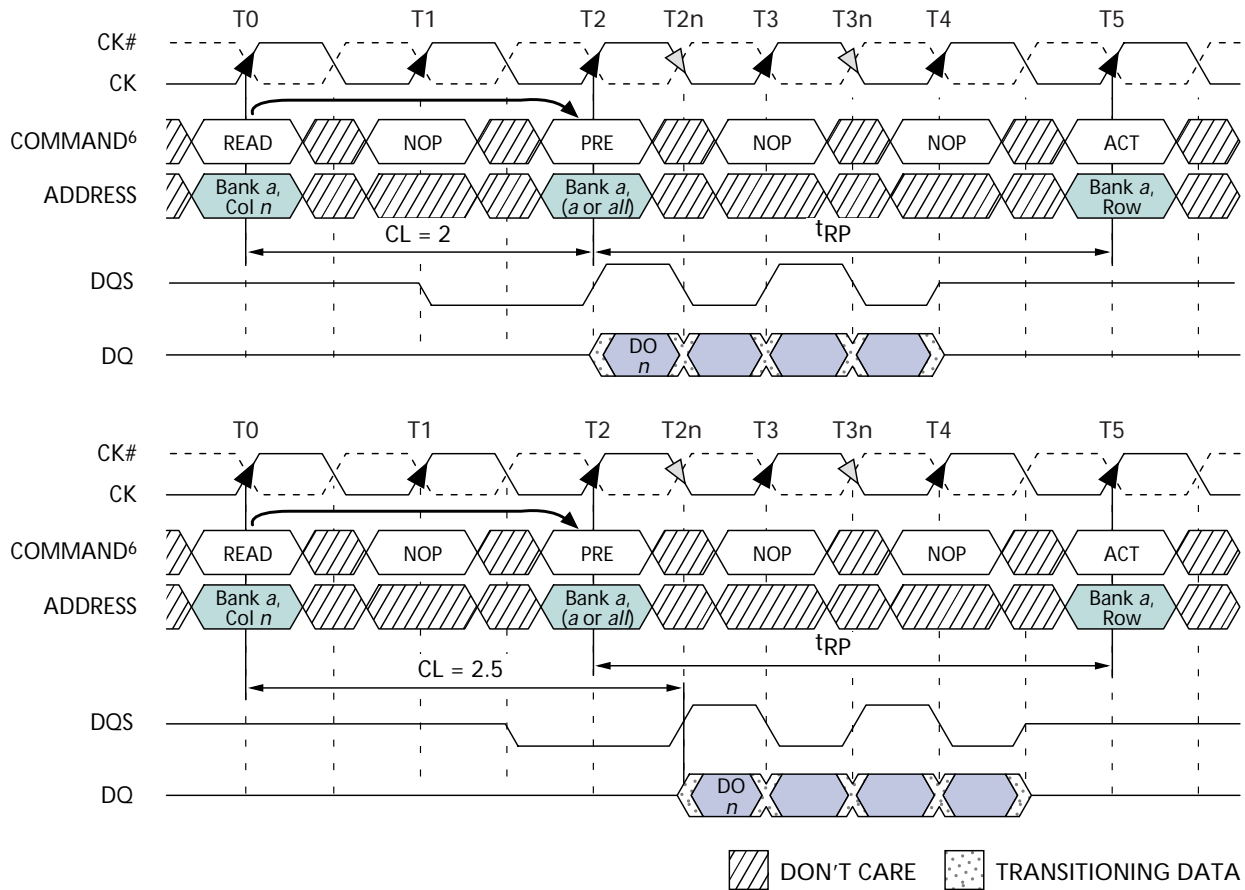 T0 T1 T2 T2n T3 T3n T4 T5
CK#
CK
COMMAND⁶ READ NOP PRE NOP NOP ACT
ADDRESS Bank a, Col n Bank a, (a or all) Bank a, Row
CL = 2 tRP
DQS
DQ DO n
T0 T1 T2 T2n T3 T3n T4 T5
CK#
CK
COMMAND⁶ READ NOP PRE NOP NOP ACT
ADDRESS Bank a, Col n Bank a, (a or all) Bank a, Row
tRP
CL = 2.5
DQS
DQ DO n
DON'T CARE TRANSITIONING DATA